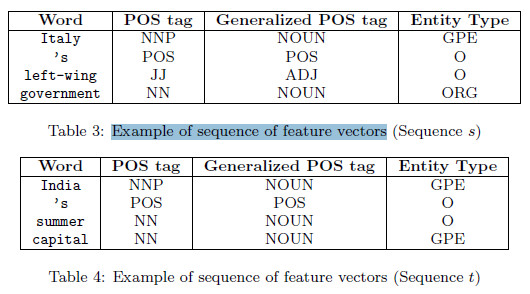 Word POS tag Generalized POS tag Entity Type
Italy NNP NOUN GPE
's POS POS O
left-wing JJ ADJ O
government NN NOUN ORG
Table 3: Example of sequence of feature vectors (Sequence s)
Word POS tag Generalized POS tag Entity Type
India NNP NOUN GPE
's POS POS O
summer NN NOUN O
capital NN NOUN GPE
Table 4: Example of sequence of feature vectors (Sequence t)